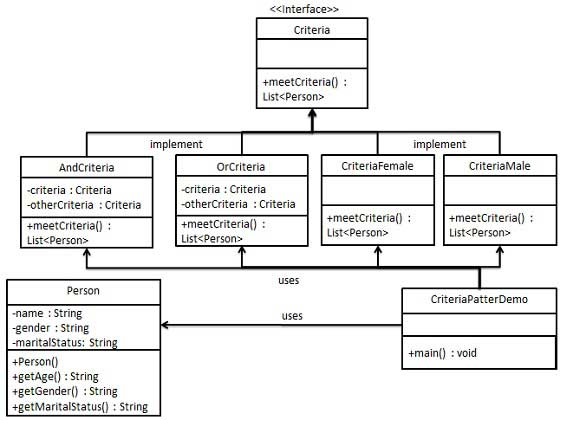 <<Interface>>
Criteria
+meetCriteria() :
List<Person>
implement
implement
AndCriteria
-criteria : Criteria
-otherCriteria : Criteria
+meetCriteria() :
List<Person>
OrCriteria
-criteria : Criteria
-otherCriteria : Criteria
+meetCriteria() :
List<Person>
CriteriaFemale
+meetCriteria() :
List<Person>
CriteriaMale
+meetCriteria() :
List<Person>
uses
Person
-name : String
-gender : String
-maritalStatus: String
+Person()
+getAge() : String
+getGender() : String
+getMaritalStatus() : String
uses
CriteriaPatterDemo
+main() : void